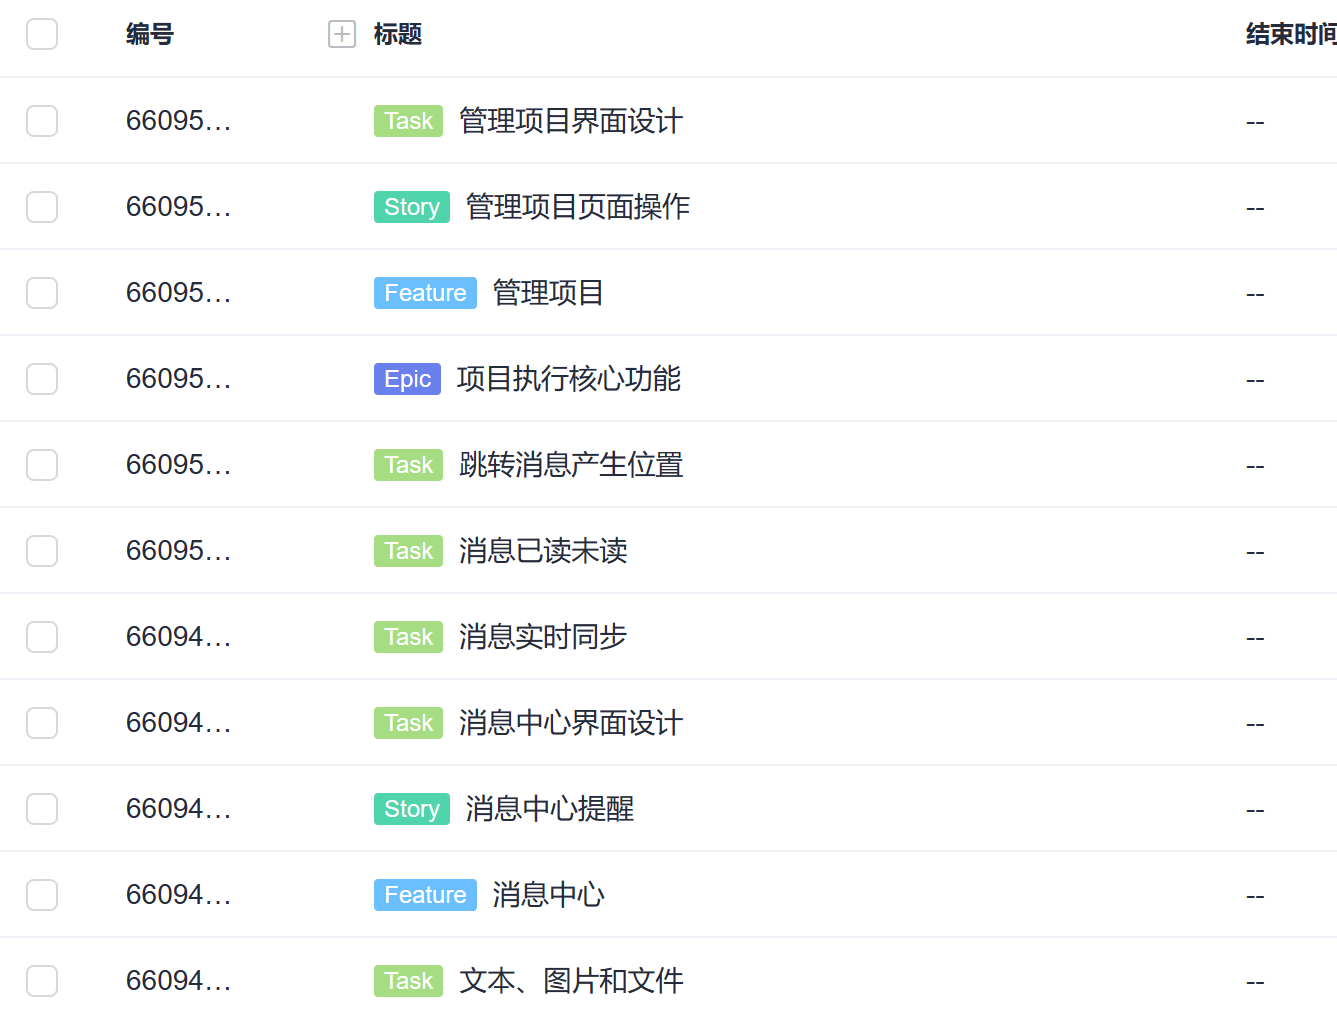 编号 标题 结束时间
66095... Task 管理项目界面设计 --
66095... Story 管理项目页面操作 --
66095... Feature 管理项目 --
66095... Epic 项目执行核心功能 --
66095... Task 跳转消息产生位置 --
66095... Task 消息已读未读 --
66094... Task 消息实时同步 --
66094... Task 消息中心界面设计 --
66094... Story 消息中心提醒 --
66094... Feature 消息中心 --
66094... Task 文本、图片和文件 --